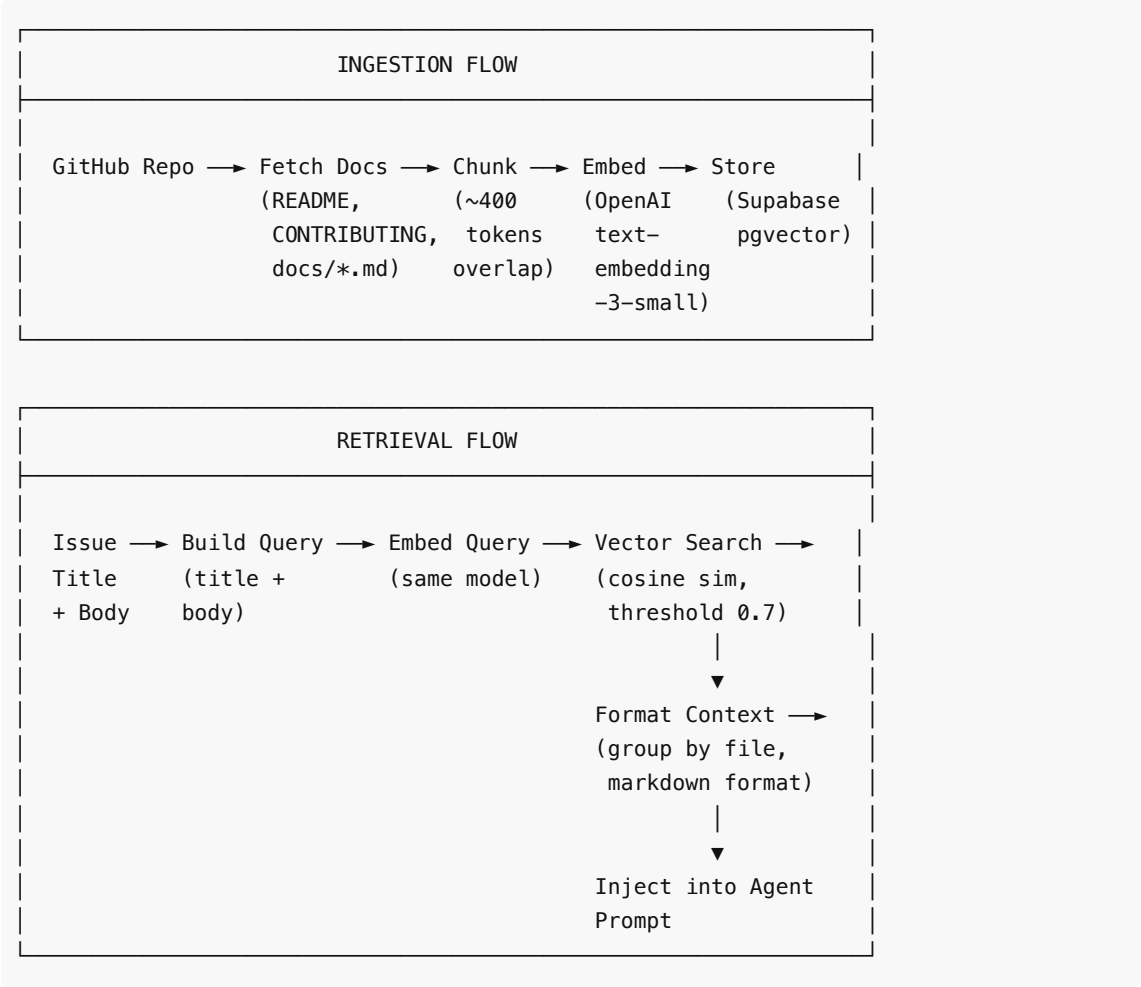 INGESTION FLOW
GitHub Repo → Fetch Docs → Chunk → Embed → Store
(README, (~400 (OpenAI (Supabase
CONTRIBUTING, tokens text- pgvector)
docs/*.md) overlap) embedding
-3-small)
RETRIEVAL FLOW
Issue → Build Query → Embed Query → Vector Search →
Title (title + (same model) (cosine sim,
+ Body body) threshold 0.7)
Format Context →
(group by file,
markdown format)
Inject into Agent
Prompt